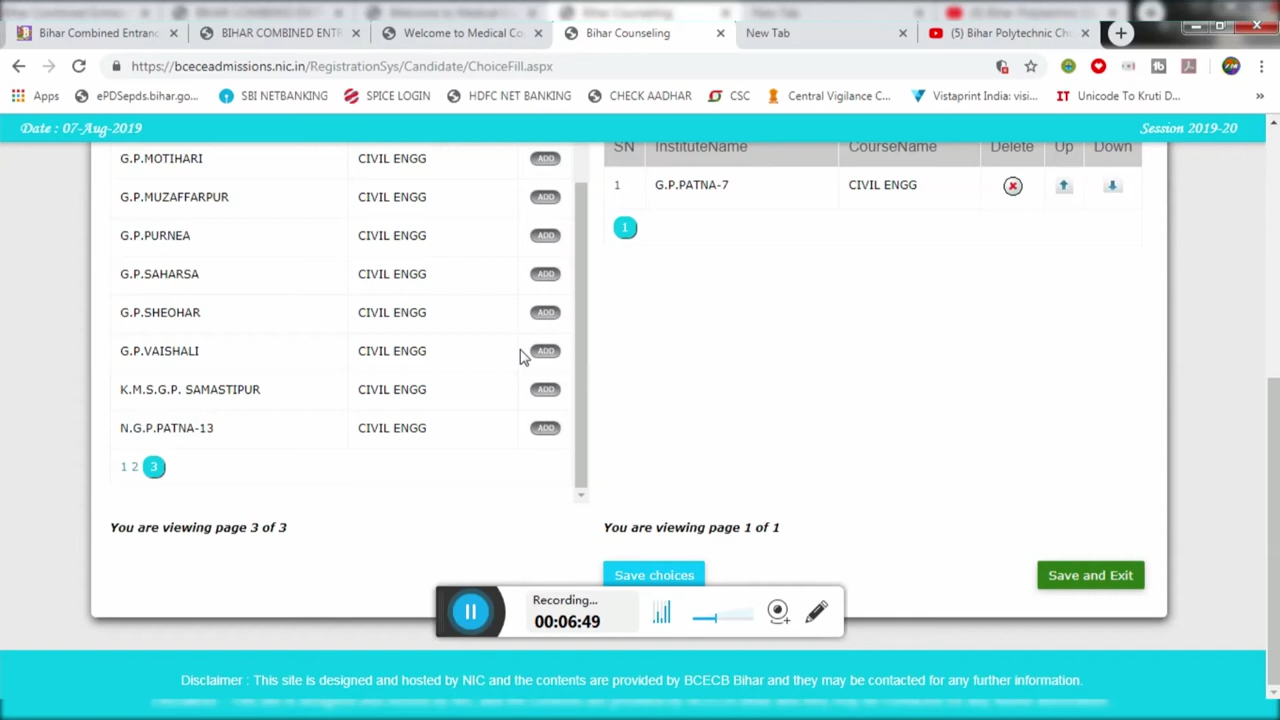 Bihar Combined Entranc
BIHAR COMBINED ENTR
Welcome to Medical Co
Bihar Counseling
New Tab
(5) Bihar Polytechnic Ch
https://bceceadmissions.nic.in/RegistrationSys/Candidate/ChoiceFill.aspx
Apps ePDSepds.bihar.go... SBI NETBANKING SPICE LOGIN HDFC NET BANKING CHECK AADHAR CSC Central Vigilance C... Vistaprint India: visi... Unicode To Kruti D... »
Date : 07-Aug-2019
Session 2019-20
G.P.MOTIHARI CIVIL ENGG ADD
G.P.MUZAFFARPUR CIVIL ENGG ADD
G.P.PURNEA CIVIL ENGG ADD
G.P.SAHARSA CIVIL ENGG ADD
G.P.SHEOHAR CIVIL ENGG ADD
G.P.VAISHALI CIVIL ENGG ADD
K.M.S.G.P. SAMASTIPUR CIVIL ENGG ADD
N.G.P.PATNA-13 CIVIL ENGG ADD
1 2 3
You are viewing page 3 of 3
SN InstituteName CourseName Delete Up Down
1 G.P.PATNA-7 CIVIL ENGG
1
You are viewing page 1 of 1
Save choices
Save and Exit
Recording...
00:06:49
Disclaimer : This site is designed and hosted by NIC and the contents are provided by BCECB Bihar and they may be contacted for any further information.